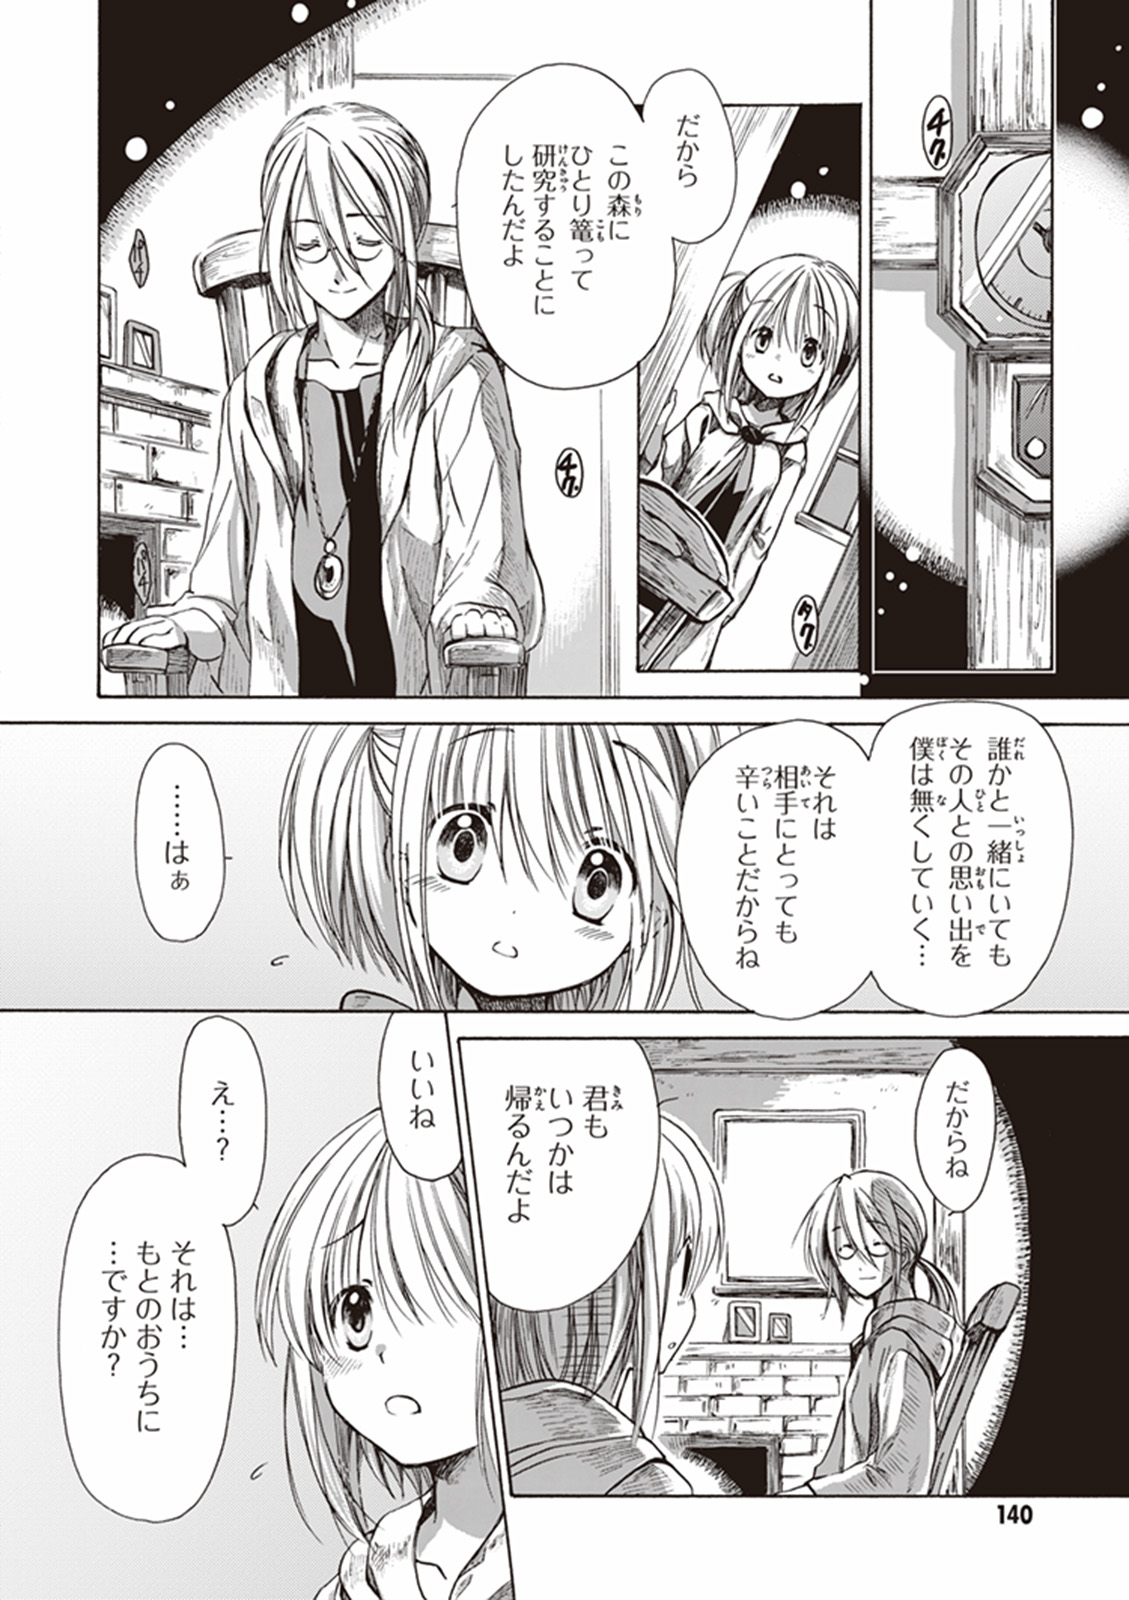 チク
タク
だから
この森に
ひとり篭って
研究することに
したんだよ
チク
誰かと一緒にいても
その人との思い出を
僕は無くしていく…
それは
相手にとっても
辛いことだからね
……はぁ
だからね
君も
いつかは
帰るんだよ
いいね
え…?
それは…
もとのおうちに
…ですか?
140